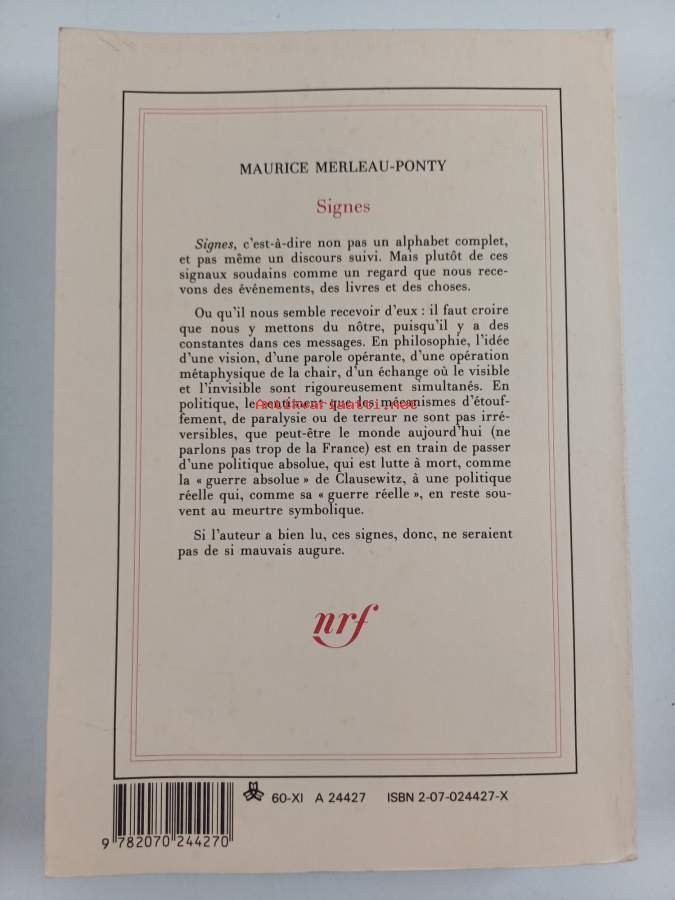 MAURICE MERLEAU-PONTY
Signes
Signes, c'est-à-dire non pas un alphabet complet,
et pas même un discours suivi. Mais plutôt de ces
signaux soudains comme un regard que nous rece-
vons des événements, des livres et des choses.
Ou qu'il nous semble recevoir d'eux : il faut croire
que nous y mettons du nôtre, puisqu'il y a des
constantes dans ces messages. En philosophie, l'idée
d'une vision, d'une parole opérante, d'une opération
métaphysique de la chair, d'un échange où le visible
et l'invisible sont rigoureusement simultanés. En
politique, le sentiment que les mécanismes d'étouf-
Antikvariaatti.net
fement, de paralysie ou de terreur ne sont pas irré-
versibles, que peut-être le monde aujourd'hui (ne
parlons pas trop de la France) est en train de passer
d'une politique absolue, qui est lutte à mort, comme
la « guerre absolue » de Clausewitz, à une politique
réelle qui, comme sa « guerre réelle », en reste sou-
vent au meurtre symbolique.
Si l'auteur a bien lu, ces signes, donc, ne seraient
pas de si mauvais augure.
nrf
60-XI A 24427 ISBN 2-07-024427-X
9 782070 244270